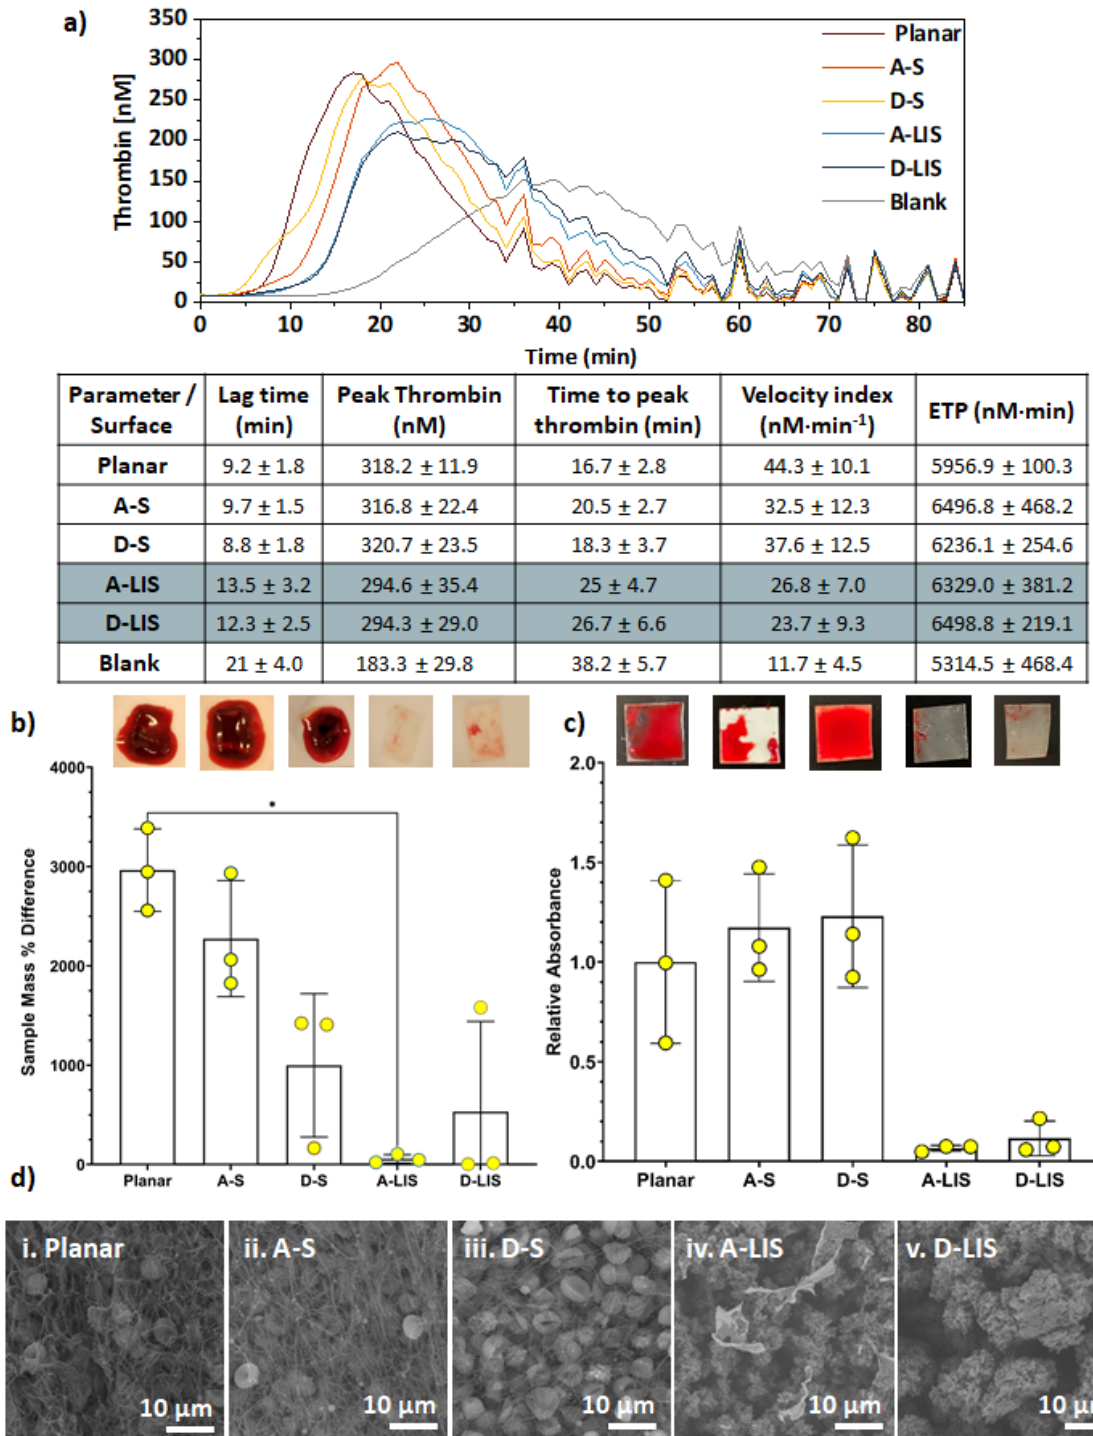 a)
350
300
250
200
150
100
50
0
Thrombin [nM]
0 10 20 30 40 50 60 70 80
Time (min)
Planar
A-S
D-S
A-LIS
D-LIS
Blank
Parameter / Surface Lag time (min) Peak Thrombin (nM) Time to peak thrombin (min) Velocity index (nM·min⁻¹) ETP (nM·min)
Planar 9.2 ± 1.8 318.2 ± 11.9 16.7 ± 2.8 44.3 ± 10.1 5956.9 ± 100.3
A-S 9.7 ± 1.5 316.8 ± 22.4 20.5 ± 2.7 32.5 ± 12.3 6496.8 ± 468.2
D-S 8.8 ± 1.8 320.7 ± 23.5 18.3 ± 3.7 37.6 ± 12.5 6236.1 ± 254.6
A-LIS 13.5 ± 3.2 294.6 ± 35.4 25 ± 4.7 26.8 ± 7.0 6329.0 ± 381.2
D-LIS 12.3 ± 2.5 294.3 ± 29.0 26.7 ± 6.6 23.7 ± 9.3 6498.8 ± 219.1
Blank 21 ± 4.0 183.3 ± 29.8 38.2 ± 5.7 11.7 ± 4.5 5314.5 ± 468.4
b)
4000
3000
2000
1000
0
Sample Mass % Difference
*
Planar A-S D-S A-LIS D-LIS
c)
2.0
1.5
1.0
0.5
0.0
Relative Absorbance
Planar A-S D-S A-LIS D-LIS
d)
i. Planar
10 µm
ii. A-S
10 µm
iii. D-S
10 µm
iv. A-LIS
10 µm
v. D-LIS
10 µm